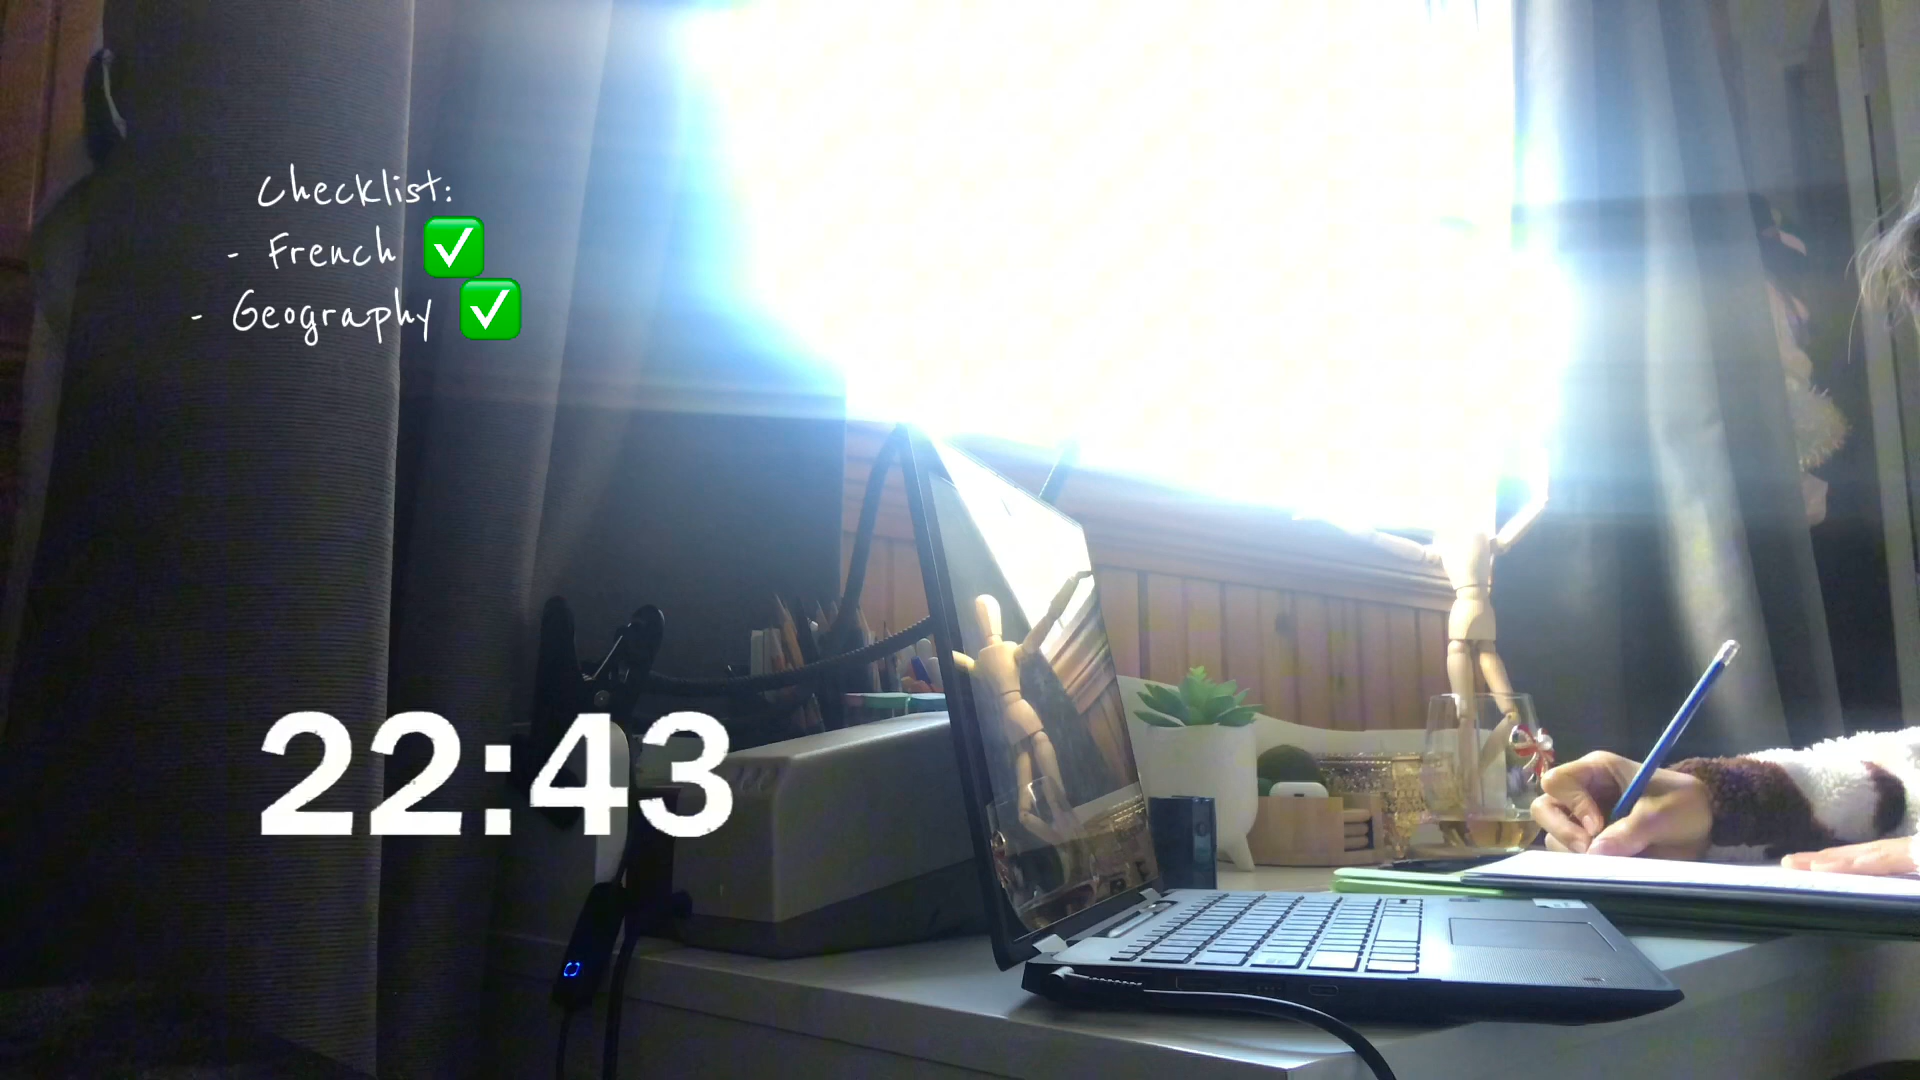 Checklist:
- French ✅
- Geography ✅
22:43